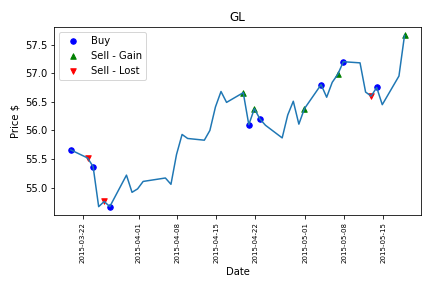 GL
Buy
Sell - Gain
Sell - Lost
Price $
57.5
57.0
56.5
56.0
55.5
55.0
2015-03-22
2015-04-01
2015-04-08
2015-04-15
2015-04-22
2015-05-01
2015-05-08
2015-05-15
Date